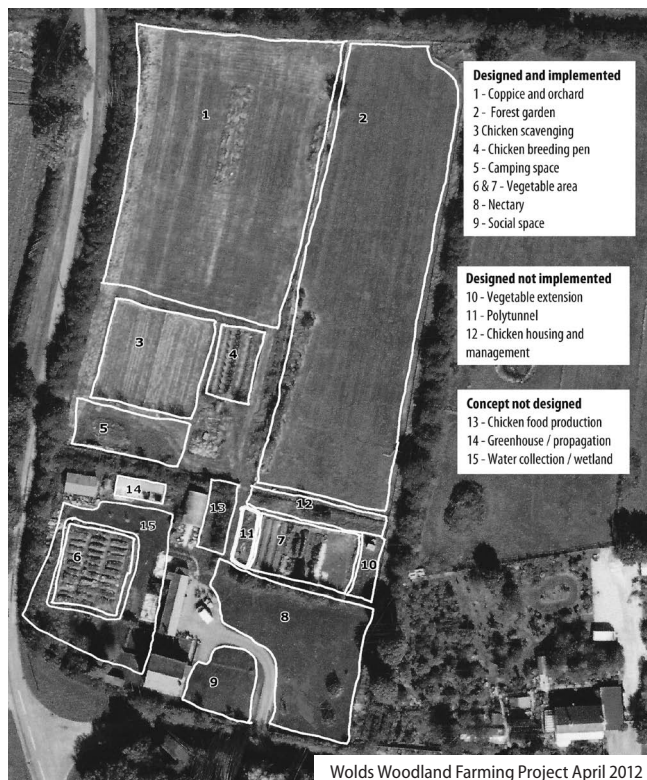 1
2
3
4
5
14
13
15
12
11
7
6
10
8
9
Designed and implemented
1 - Coppice and orchard
2 - Forest garden
3 Chicken scavenging
4 - Chicken breeding pen
5 - Camping space
6 & 7 - Vegetable area
8 - Nectary
9 - Social space
Designed not implemented
10 - Vegetable extension
11 - Polytunnel
12 - Chicken housing and
management
Concept not designed
13 - Chicken food production
14 - Greenhouse / propagation
15 - Water collection / wetland
Wolds Woodland Farming Project April 2012